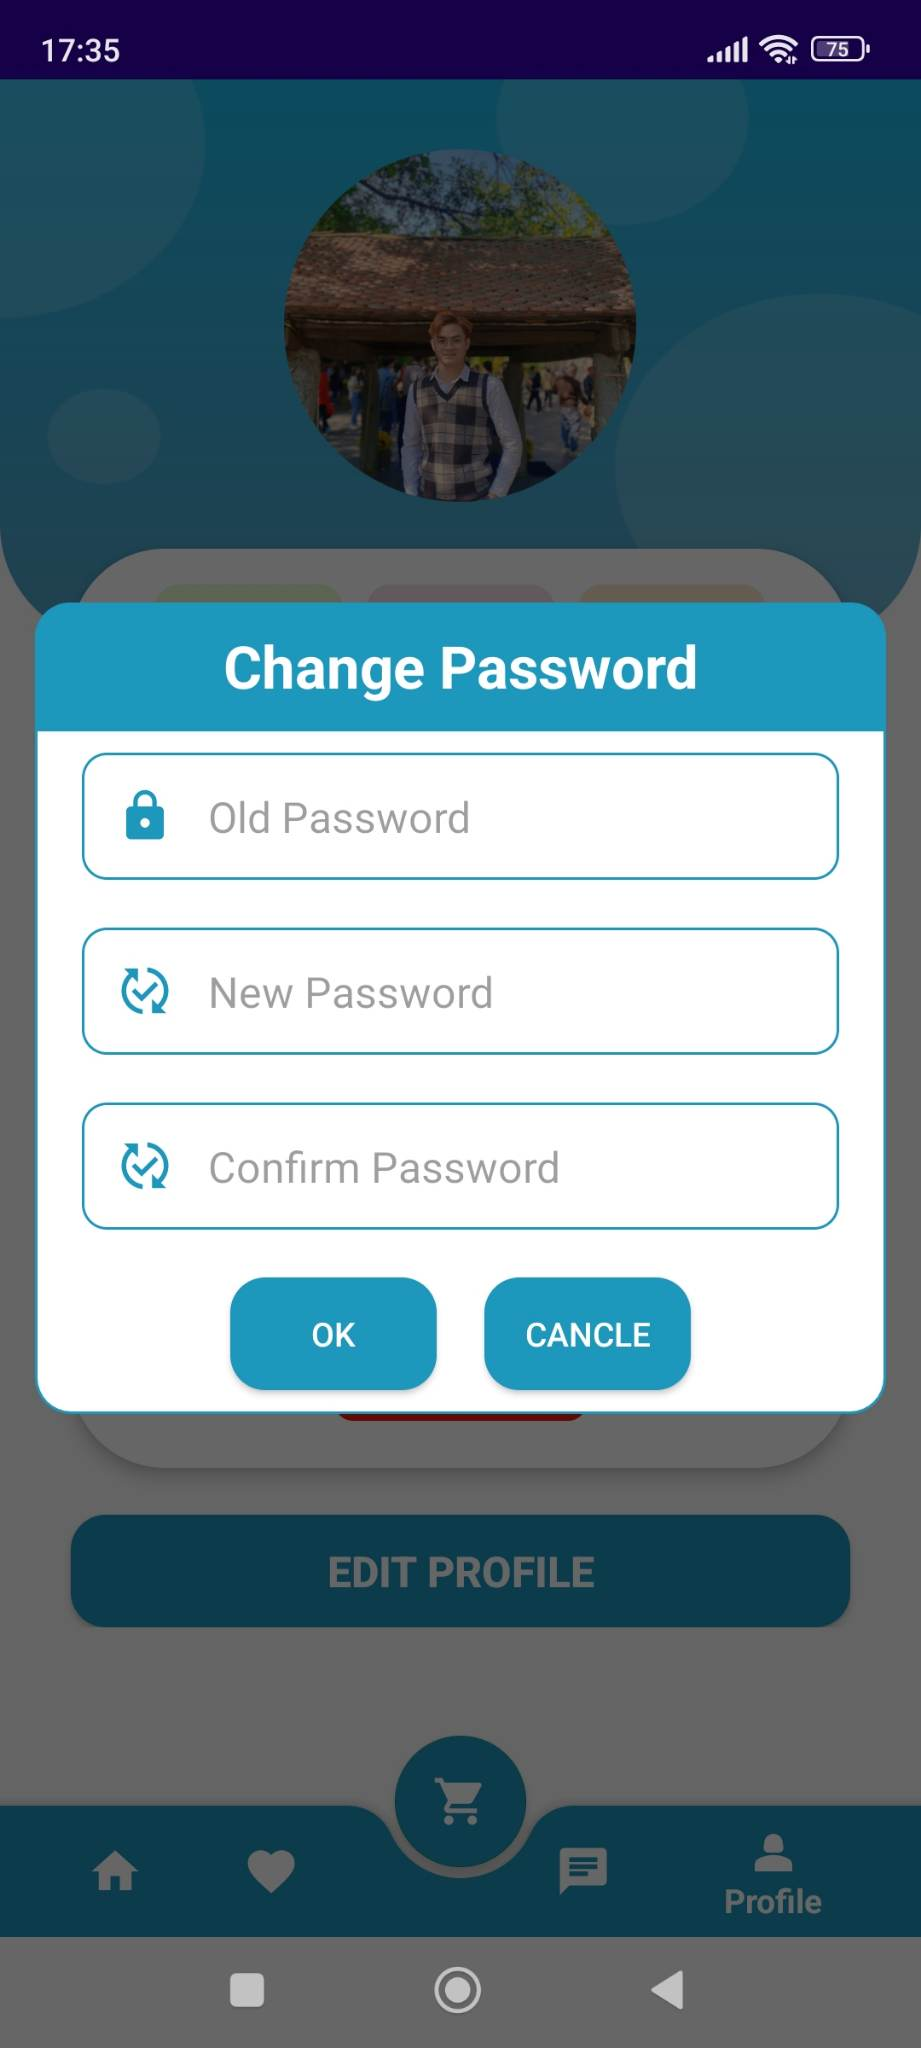 17:35
75
Change Password
Old Password
New Password
Confirm Password
OK
CANCLE
EDIT PROFILE
Profile